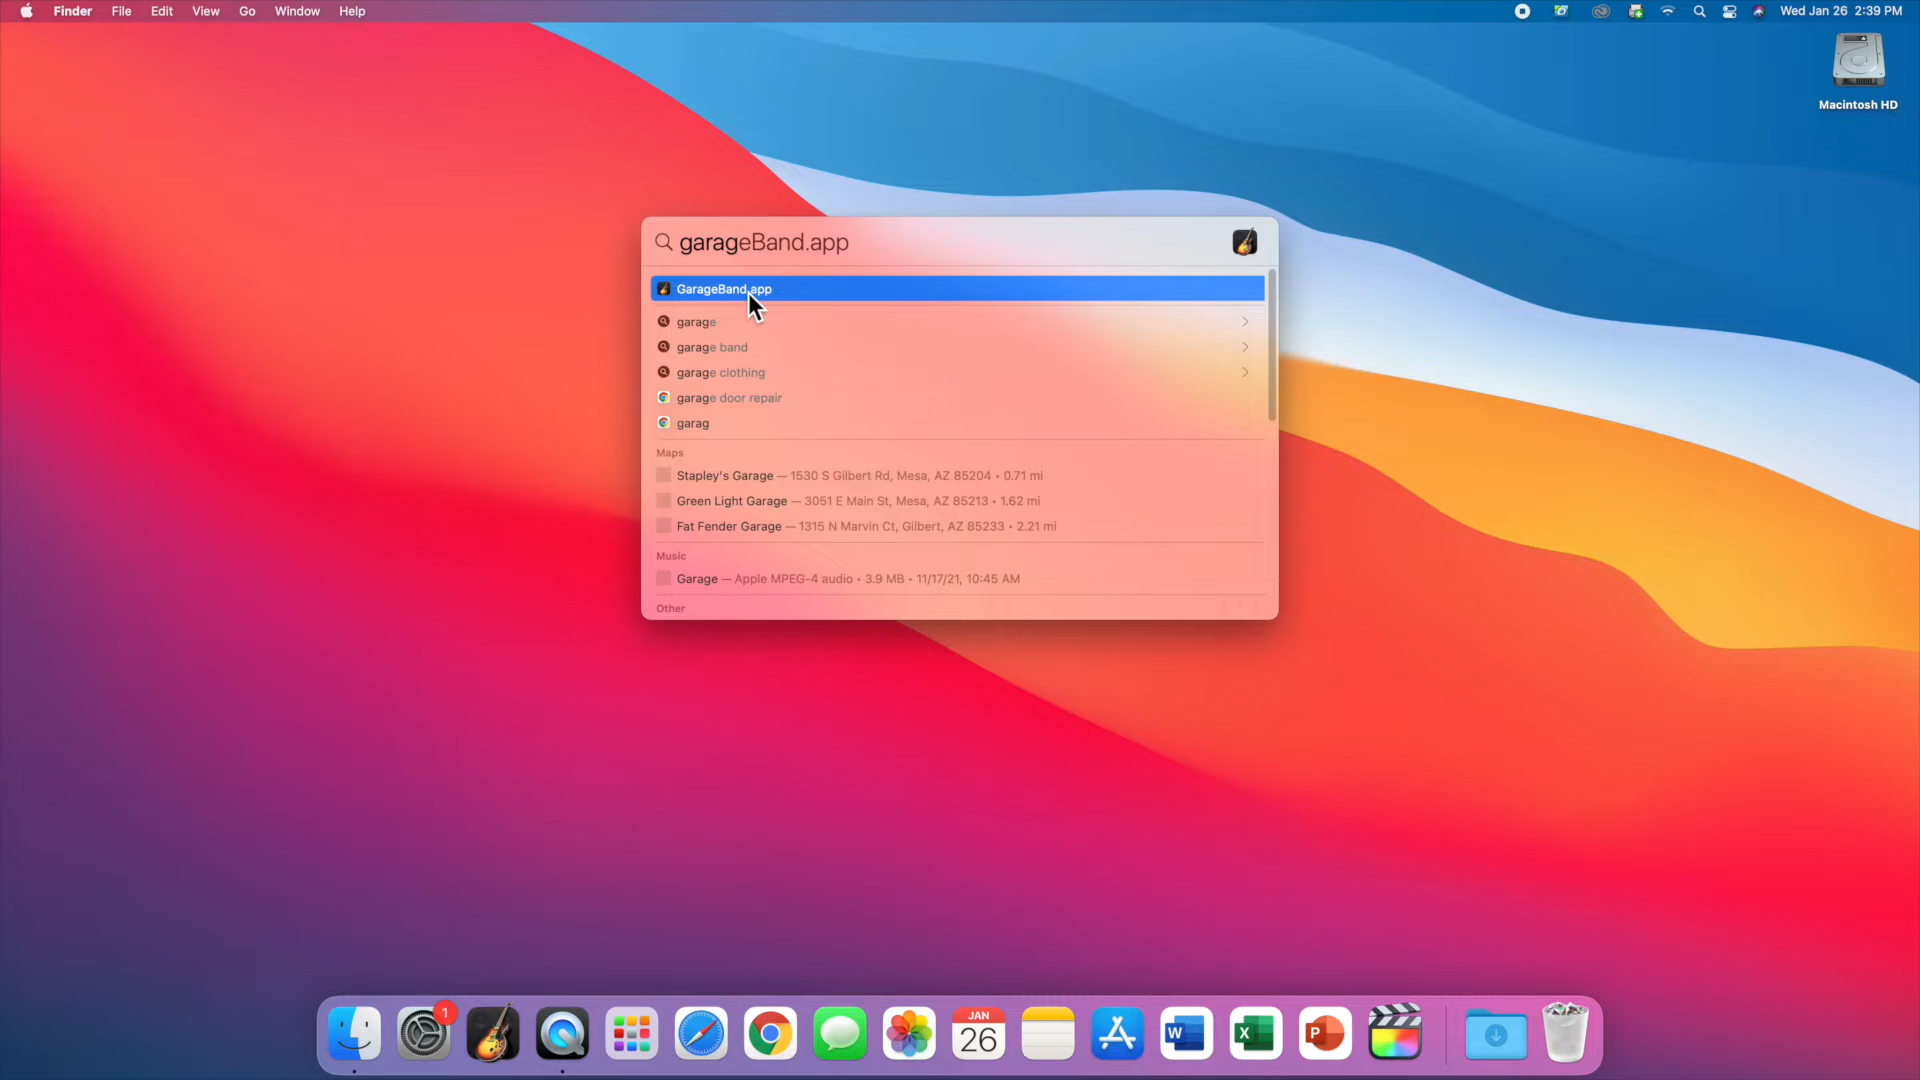 Finder File Edit View Go Window Help
Wed Jan 26 2:39 PM
Macintosh HD
garageBand.app
GarageBand.app
garage
garage band
garage clothing
garage door repair
garag
Maps
Stapley's Garage — 1530 S Gilbert Rd, Mesa, AZ 85204 • 0.71 mi
Green Light Garage — 3051 E Main St, Mesa, AZ 85213 • 1.62 mi
Fat Fender Garage — 1315 N Marvin Ct, Gilbert, AZ 85233 • 2.21 mi
Music
Garage — Apple MPEG-4 audio • 3.9 MB • 11/17/21, 10:45 AM
Other
1
JAN
26
W
X
P